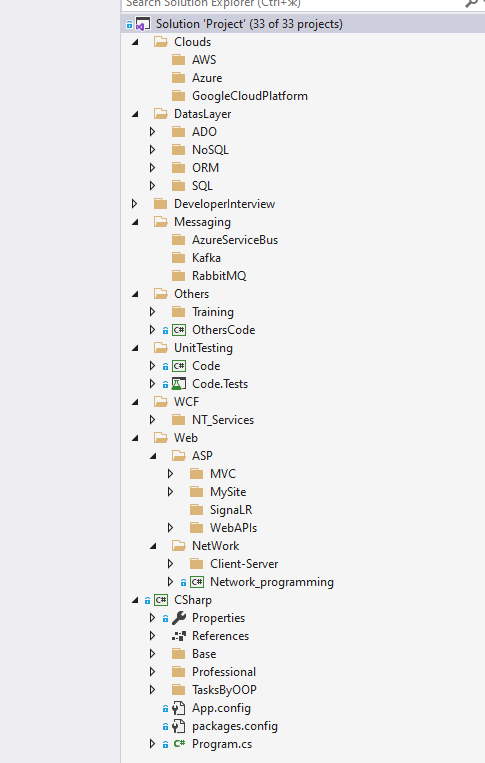 Search Solution Explorer (Ctrl+ж)
Solution 'Project' (33 of 33 projects)
Clouds
AWS
Azure
GoogleCloudPlatform
DatasLayer
ADO
NoSQL
ORM
SQL
DeveloperInterview
Messaging
AzureServiceBus
Kafka
RabbitMQ
Others
Training
C# OthersCode
UnitTesting
C# Code
Code.Tests
WCF
NT_Services
Web
ASP
MVC
MySite
SignaLR
WebAPIs
NetWork
Client-Server
C# Network_programming
C# CSharp
Properties
References
Base
Professional
TasksByOOP
App.config
packages.config
C# Program.cs